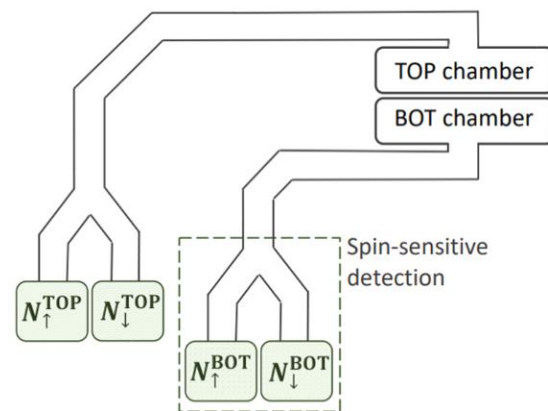 TOP chamber
BOT chamber
Spin-sensitive
detection
N↑^TOP N↓^TOP
N↑^BOT N↓^BOT